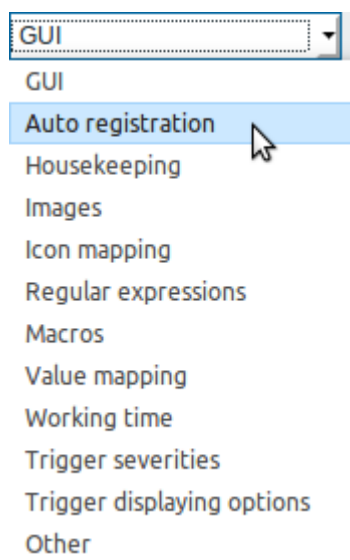 GUI
GUI
Auto registration
Housekeeping
Images
Icon mapping
Regular expressions
Macros
Value mapping
Working time
Trigger severities
Trigger displaying options
Other